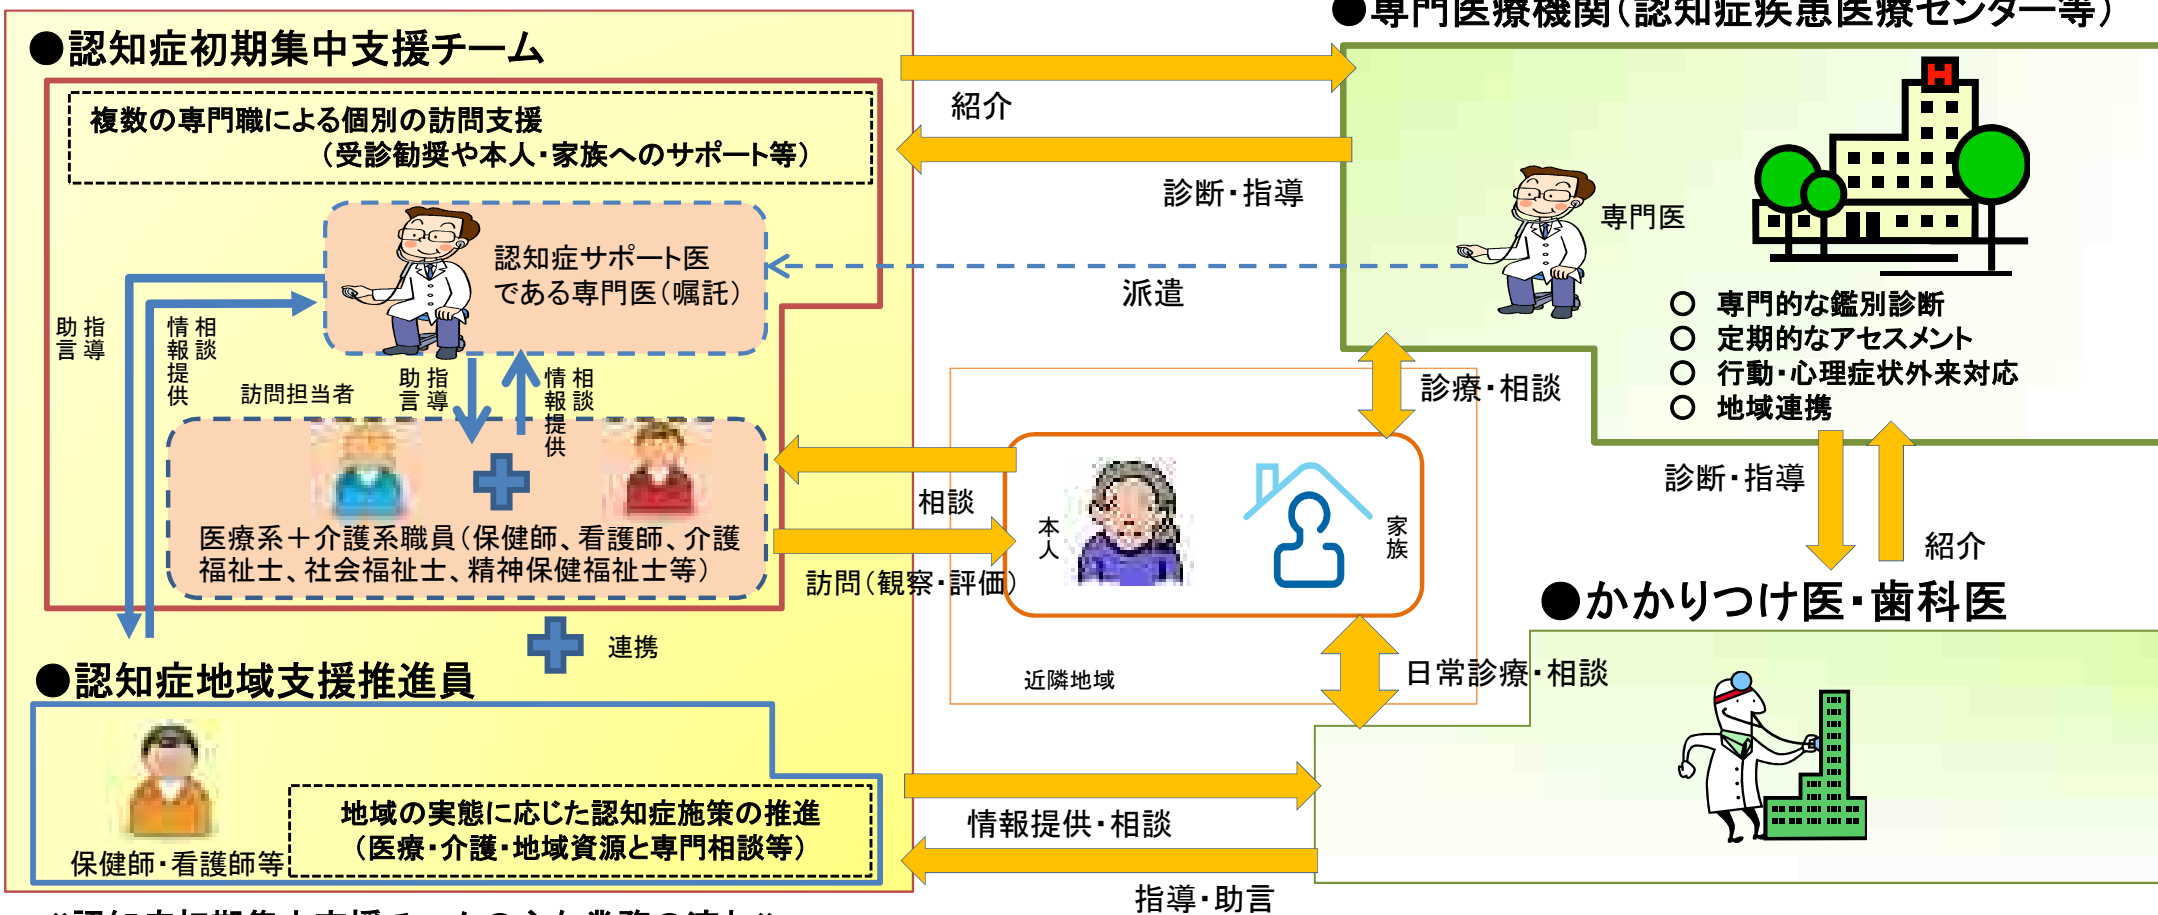 ●専門医療機関(認知症疾患医療センター等)
●認知症初期集中支援チーム
複数の専門職による個別の訪問支援
(受診勧奨や本人・家族へのサポート等)
紹介
診断・指導
専門医
認知症サポート医
である専門医(嘱託)
派遣
○ 専門的な鑑別診断
○ 定期的なアセスメント
○ 行動・心理症状外来対応
○ 地域連携
指導
助言
相談
情報提供
訪問担当者
指導
助言
相談
情報提供
診療・相談
医療系+介護系職員(保健師、看護師、介護
福祉士、社会福祉士、精神保健福祉士等)
相談
訪問(観察・評価)
本人
家族
診断・指導
紹介
●かかりつけ医・歯科医
連携
近隣地域
日常診療・相談
●認知症地域支援推進員
地域の実態に応じた認知症施策の推進
(医療・介護・地域資源と専門相談等)
保健師・看護師等
情報提供・相談
指導・助言